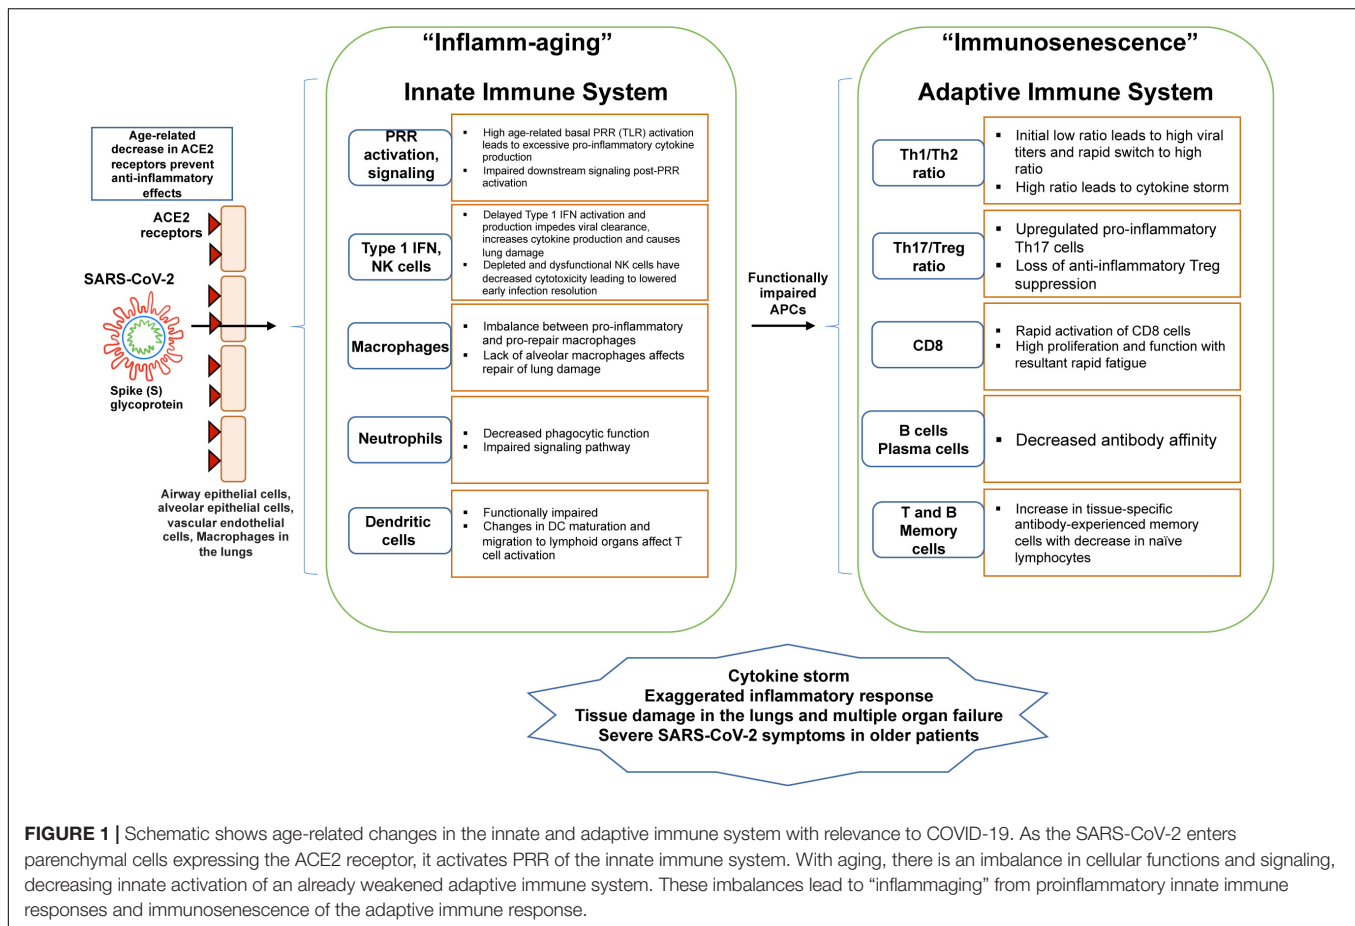 Age-related
decrease in ACE2
receptors prevent
anti-inflammatory
effects
ACE2
receptors
SARS-CoV-2
Spike (S)
glycoprotein
Airway epithelial cells,
alveolar epithelial cells,
vascular endothelial
cells, Macrophages in
the lungs
“Inflamm-aging”
Innate Immune System
PRR
activation,
signaling
▪ High age-related basal PRR (TLR) activation
leads to excessive pro-inflammatory cytokine
production
▪ Impaired downstream signaling post-PRR
activation
Type 1 IFN,
NK cells
▪ Delayed Type 1 IFN activation and
production impedes viral clearance,
increases cytokine production and causes
lung damage
▪ Depleted and dysfunctional NK cells have
decreased cytotoxicity leading to lowered
early infection resolution
Macrophages
▪ Imbalance between pro-inflammatory
and pro-repair macrophages
▪ Lack of alveolar macrophages affects
repair of lung damage
Neutrophils
▪ Decreased phagocytic function
▪ Impaired signaling pathway
Dendritic
cells
▪ Functionally impaired
▪ Changes in DC maturation and
migration to lymphoid organs affect T
cell activation
Functionally
impaired
APCs
“Immunosenescence”
Adaptive Immune System
Th1/Th2
ratio
▪ Initial low ratio leads to high viral
titers and rapid switch to high
ratio
▪ High ratio leads to cytokine storm
Th17/Treg
ratio
▪ Upregulated pro-inflammatory
Th17 cells
▪ Loss of anti-inflammatory Treg
suppression
CD8
▪ Rapid activation of CD8 cells
▪ High proliferation and function with
resultant rapid fatigue
B cells
Plasma cells
▪ Decreased antibody affinity
T and B
Memory
cells
▪ Increase in tissue-specific
antibody-experienced memory
cells with decrease in naïve
lymphocytes
Cytokine storm
Exaggerated inflammatory response
Tissue damage in the lungs and multiple organ failure
Severe SARS-CoV-2 symptoms in older patients
FIGURE 1 | Schematic shows age-related changes in the innate and adaptive immune system with relevance to COVID-19. As the SARS-CoV-2 enters
parenchymal cells expressing the ACE2 receptor, it activates PRR of the innate immune system. With aging, there is an imbalance in cellular functions and signaling,
decreasing innate activation of an already weakened adaptive immune system. These imbalances lead to “inflammaging” from proinflammatory innate immune
responses and immunosenescence of the adaptive immune response.